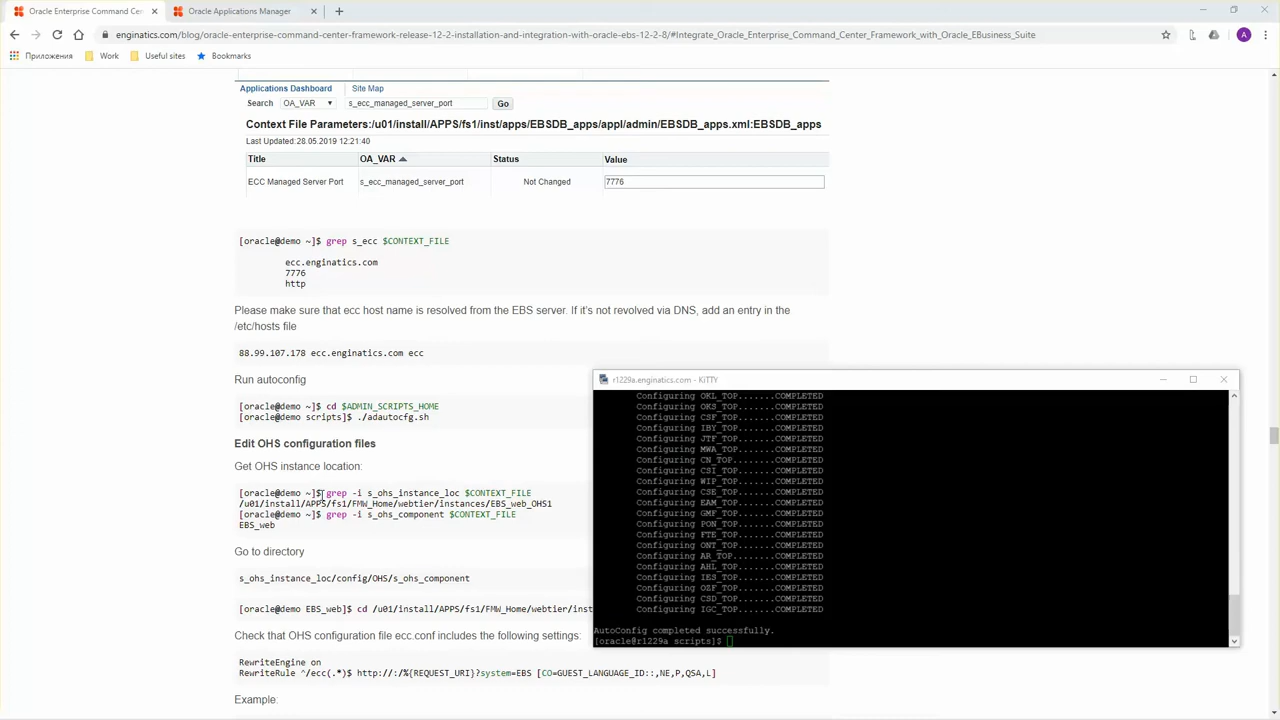 Oracle Enterprise Command Cen
Oracle Applications Manager
enginatics.com/blog/oracle-enterprise-command-center-framework-release-12-2-installation-and-integration-with-oracle-ebs-12-2-8/#Integrate_Oracle_Enterprise_Command_Center_Framework_with_Oracle_EBusiness_Suite
A
Приложения
Work
Useful sites
Bookmarks
Applications Dashboard
Site Map
Search
OA_VAR
s_ecc_managed_server_port
Go
Context File Parameters:/u01/install/APPS/fs1/inst/apps/EBSDB_apps/appl/admin/EBSDB_apps.xml:EBSDB_apps
Last Updated:28.05.2019 12:21:40
Title OA_VAR Status Value
ECC Managed Server Port s_ecc_managed_server_port Not Changed 7776
[oracle@demo ~]$ grep s_ecc $CONTEXT_FILE
ecc.enginatics.com
7776
http
Please make sure that ecc host name is resolved from the EBS server. If it's not revolved via DNS, add an entry in the
/etc/hosts file
88.99.107.178 ecc.enginatics.com ecc
Run autoconfig
[oracle@demo ~]$ cd $ADMIN_SCRIPTS_HOME
[oracle@demo scripts]$ ./adautocfg.sh
Edit OHS configuration files
Get OHS instance location:
[oracle@demo ~]$ grep -i s_ohs_instance_loc $CONTEXT_FILE
/u01/install/APPS/fs1/FMW_Home/webtier/instances/EBS_web_OHS1
[oracle@demo ~]$ grep -i s_ohs_component $CONTEXT_FILE
EBS_web
Go to directory
s_ohs_instance_loc/config/OHS/s_ohs_component
[oracle@demo EBS_web]$ cd /u01/install/APPS/fs1/FMW_Home/webtier/inst
Check that OHS configuration file ecc.conf includes the following settings:
RewriteEngine on
RewriteRule ^/ecc(.*)$ http://:/%{REQUEST_URI}?system=EBS [CO=GUEST_LANGUAGE_ID::,NE,P,QSA,L]
Example:
r1229a.enginatics.com - KiTTY
Configuring OKL_TOP.......COMPLETED
Configuring OKS_TOP.......COMPLETED
Configuring CSF_TOP.......COMPLETED
Configuring IBY_TOP.......COMPLETED
Configuring JTF_TOP.......COMPLETED
Configuring MWA_TOP.......COMPLETED
Configuring CN_TOP........COMPLETED
Configuring CSI_TOP.......COMPLETED
Configuring WIP_TOP.......COMPLETED
Configuring CSE_TOP.......COMPLETED
Configuring EAM_TOP.......COMPLETED
Configuring GMF_TOP.......COMPLETED
Configuring PON_TOP.......COMPLETED
Configuring FTE_TOP.......COMPLETED
Configuring ONT_TOP.......COMPLETED
Configuring AR_TOP........COMPLETED
Configuring AHL_TOP.......COMPLETED
Configuring IES_TOP.......COMPLETED
Configuring OZF_TOP.......COMPLETED
Configuring CSD_TOP.......COMPLETED
Configuring IGC_TOP.......COMPLETED
AutoConfig completed successfully.
[oracle@r1229a scripts]$